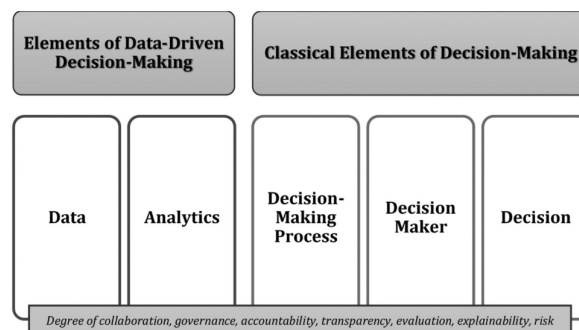 Elements of Data-Driven
Decision-Making
Classical Elements of Decision-Making
Data
Analytics
Decision-
Making
Process
Decision
Maker
Decision
Degree of collaboration, governance, accountability, transparency, evaluation, explainability, risk